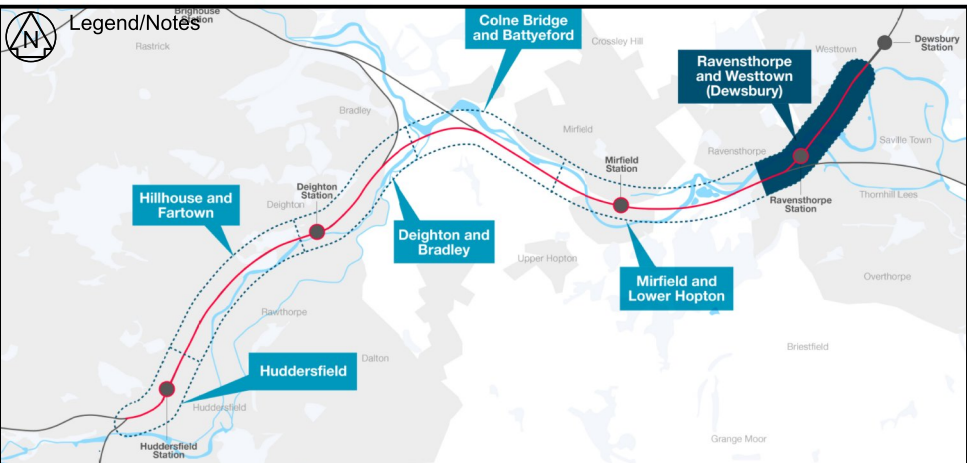 Brighouse
Station
N
Legend/Notes
Rastrick
Colne Bridge
and Battyeford
Crossley Hill
Westtown
Dewsbury
Station
Ravensthorpe
and Westtown
(Dewsbury)
Bradley
Mirfield
Ravensthorpe
Saville Town
Mirfield
Station
Deighton
Station
Deighton
Hillhouse and
Fartown
Ravensthorpe
Station
Thornhill Lees
Deighton and
Bradley
Upper Hopton
Mirfield and
Lower Hopton
Overthorpe
Rawthorpe
Briestfield
Dalton
Huddersfield
Huddersfield
Grange Moor
Huddersfield
Station